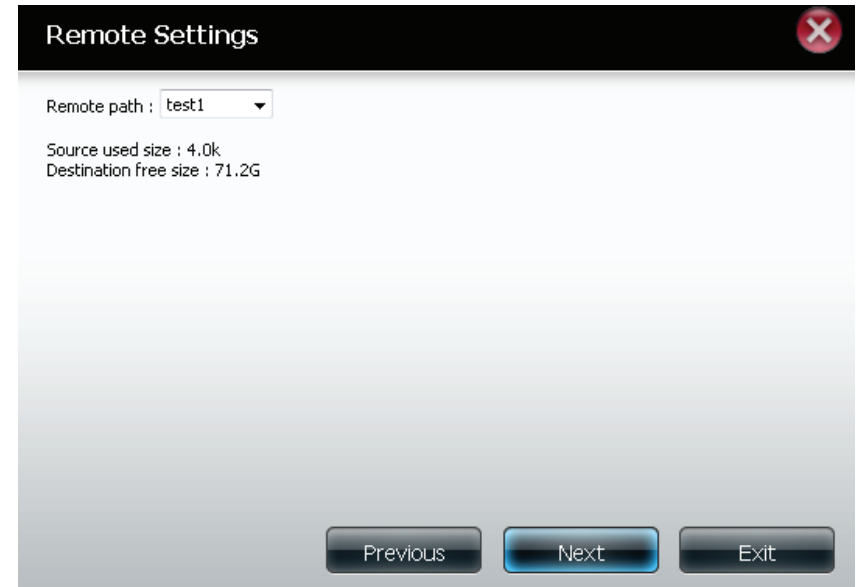 Remote Settings
Remote path : test1
Source used size : 4.0k
Destination free size : 71.2G
Previous Next Exit